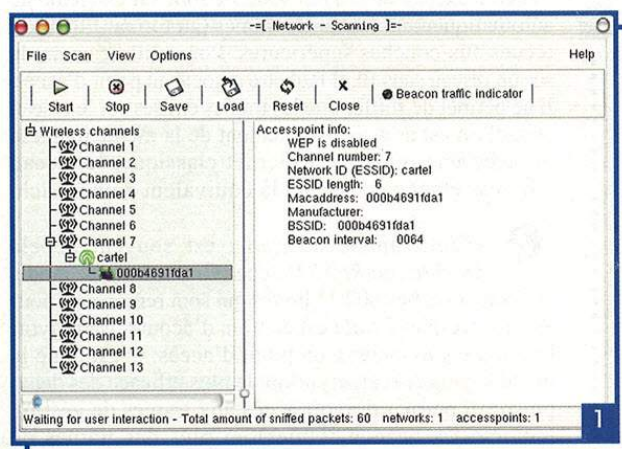 -=[ Network - Scanning ]=-
File Scan View Options Help
Start Stop Save Load Reset Close Beacon traffic indicator
Wireless channels
Channel 1
Channel 2
Channel 3
Channel 4
Channel 5
Channel 6
Channel 7
cartel
000b4691fda1
Channel 8
Channel 9
Channel 10
Channel 11
Channel 12
Channel 13
Accesspoint info:
WEP is disabled
Channel number: 7
Network ID (ESSID): cartel
ESSID length: 6
Macaddress: 000b4691fda1
Manufacturer:
BSSID: 000b4691fda1
Beacon interval: 0064
Waiting for user interaction - Total amount of sniffed packets: 60 networks: 1 accesspoints: 1
1